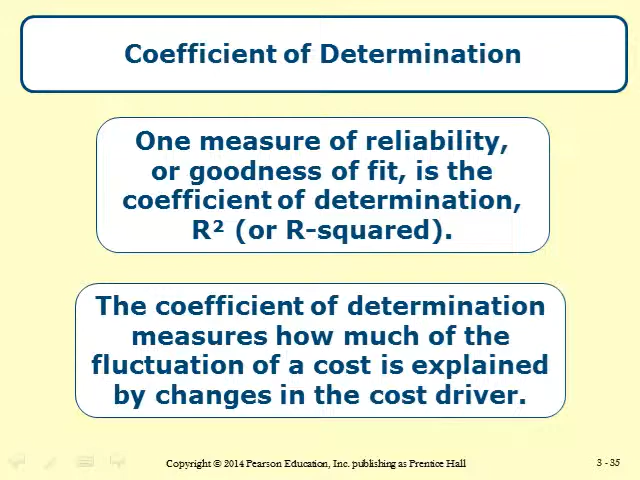 Coefficient of Determination
One measure of reliability,
or goodness of fit, is the
coefficient of determination,
R² (or R-squared).
The coefficient of determination
measures how much of the
fluctuation of a cost is explained
by changes in the cost driver.
Copyright © 2014 Pearson Education, Inc. publishing as Prentice Hall
3 - 35